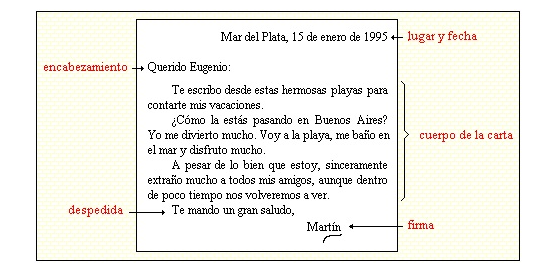 Mar del Plata, 15 de enero de 1995
lugar y fecha
encabezamiento
Querido Eugenio:
Te escribo desde estas hermosas playas para
contarte mis vacaciones.
¿Cómo la estás pasando en Buenos Aires?
Yo me divierto mucho. Voy a la playa, me baño en
el mar y disfruto mucho.
cuerpo de la carta
A pesar de lo bien que estoy, sinceramente
extraño mucho a todos mis amigos, aunque dentro
de poco tiempo nos volveremos a ver.
despedida
Te mando un gran saludo,
Martín
firma